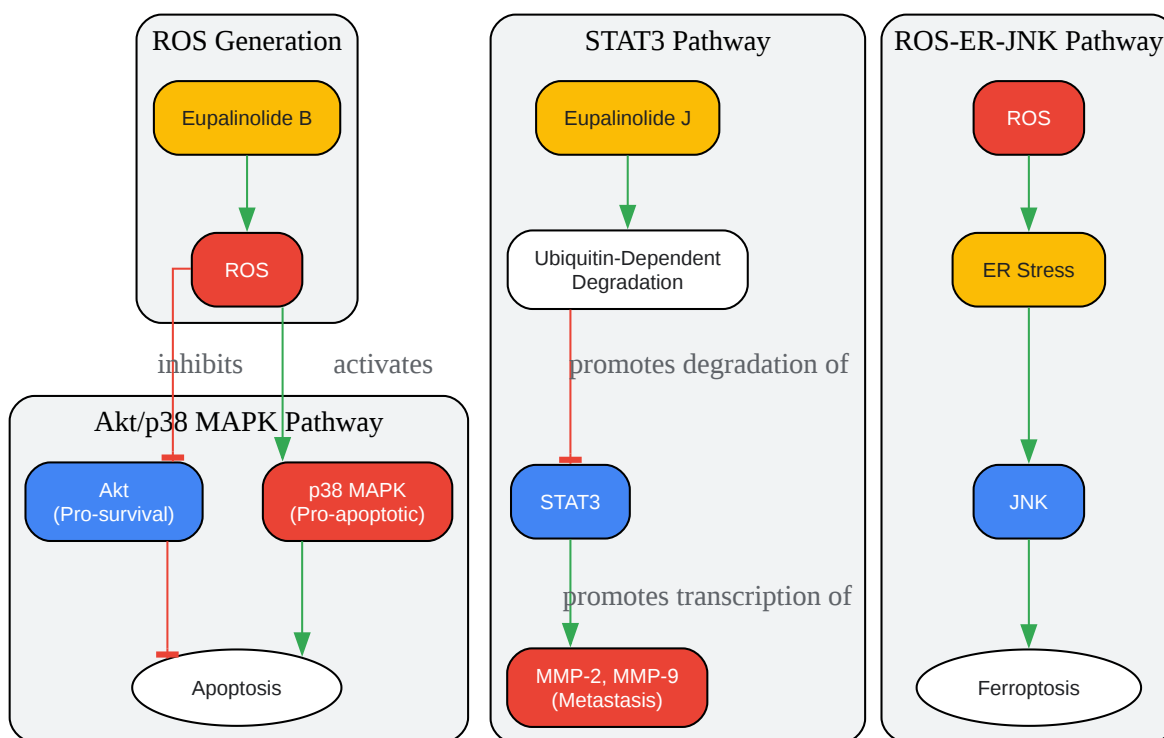 ROS Generation
Eupalinolide B
ROS
inhibits
activates
Akt/p38 MAPK Pathway
Akt
(Pro-survival)
p38 MAPK
(Pro-apoptotic)
Apoptosis
STAT3 Pathway
Eupalinolide J
Ubiquitin-Dependent
Degradation
promotes degradation of
STAT3
promotes transcription of
MMP-2, MMP-9
(Metastasis)
ROS-ER-JNK Pathway
ROS
ER Stress
JNK
Ferroptosis